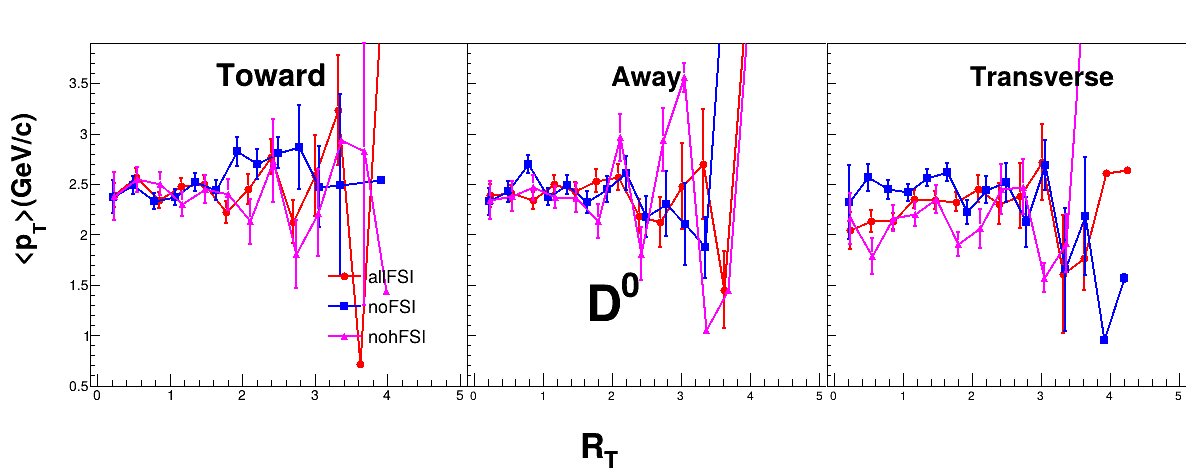 Toward
Away
Transverse
<p_T>(GeV/c)
3.5
3
2.5
2
1.5
1
0.5
allFSI
noFSI
nohFSI
D^0
0 1 2 3 4 5
0 1 2 3 4 5
0 1 2 3 4 5
R_T